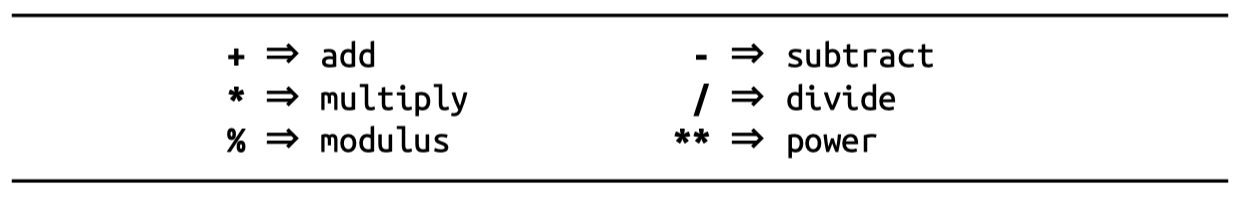 + ⇒ add - ⇒ subtract
* ⇒ multiply / ⇒ divide
% ⇒ modulus ** ⇒ power